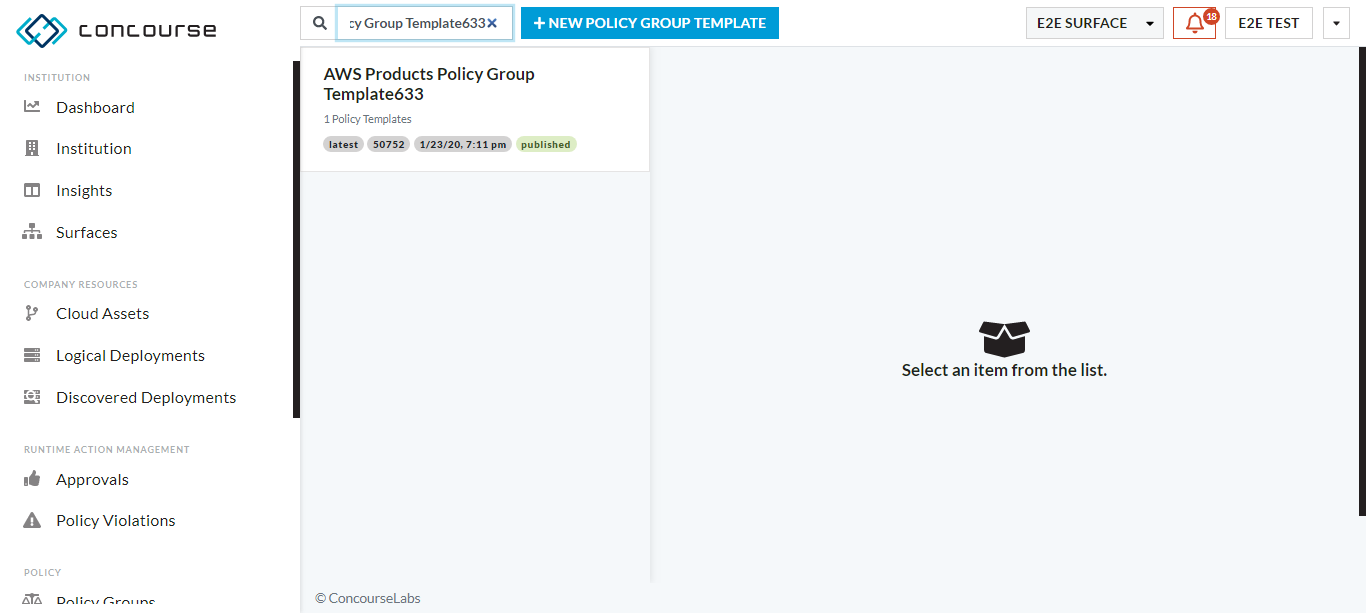 concourse
cy Group Template633
NEW POLICY GROUP TEMPLATE
E2E SURFACE
18
E2E TEST
INSTITUTION
Dashboard
Institution
Insights
Surfaces
COMPANY RESOURCES
Cloud Assets
Logical Deployments
Discovered Deployments
RUNTIME ACTION MANAGEMENT
Approvals
Policy Violations
POLICY
Policy Groups
AWS Products Policy Group
Template633
1 Policy Templates
latest 50752 1/23/20, 7:11 pm published
Select an item from the list.
© ConcourseLabs